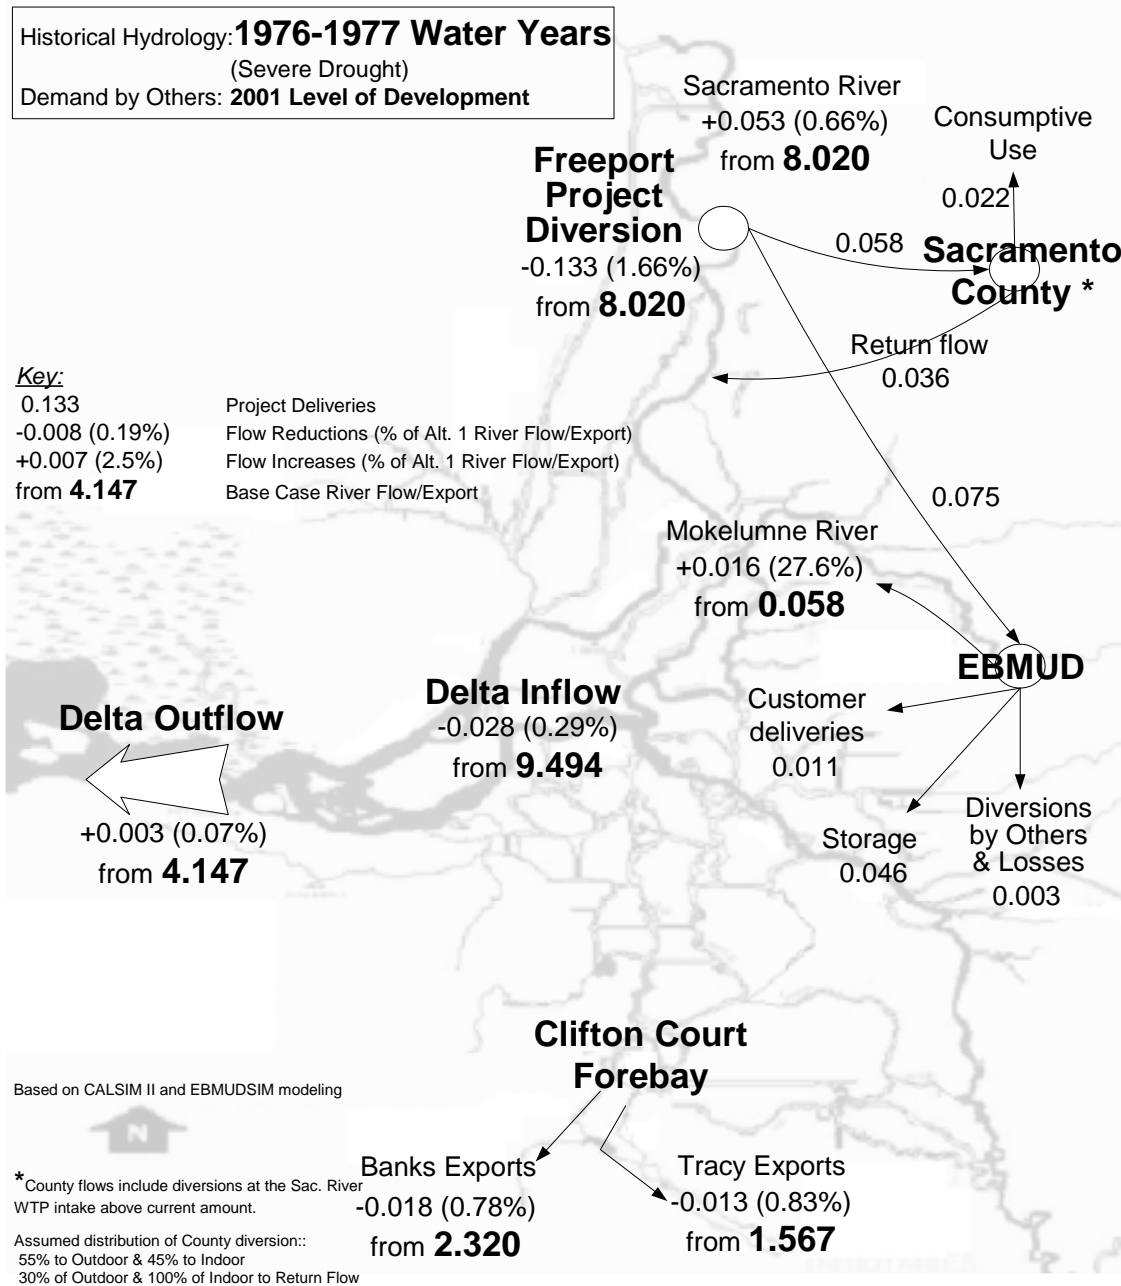 Historical Hydrology: 1976-1977 Water Years
(Severe Drought)
Demand by Others: 2001 Level of Development
Sacramento River
+0.053 (0.66%)
from 8.020
Consumptive
Use
0.022
Freeport
Project
Diversion
-0.133 (1.66%)
from 8.020
0.058
Sacramento
County *
Return flow
0.036
Key:
0.133 Project Deliveries
-0.008 (0.19%) Flow Reductions (% of Alt. 1 River Flow/Export)
+0.007 (2.5%) Flow Increases (% of Alt. 1 River Flow/Export)
from 4.147 Base Case River Flow/Export
0.075
Mokelumne River
+0.016 (27.6%)
from 0.058
EBMUD
Delta Inflow
-0.028 (0.29%)
from 9.494
Customer
deliveries
0.011
Delta Outflow
+0.003 (0.07%)
from 4.147
Storage
0.046
Diversions
by Others
& Losses
0.003
Clifton Court
Forebay
Based on CALSIM II and EBMUDSIM modeling
N
Banks Exports
-0.018 (0.78%)
from 2.320
Tracy Exports
-0.013 (0.83%)
from 1.567
*County flows include diversions at the Sac. River
WTP intake above current amount.
Assumed distribution of County diversion::
55% to Outdoor & 45% to Indoor
30% of Outdoor & 100% of Indoor to Return Flow